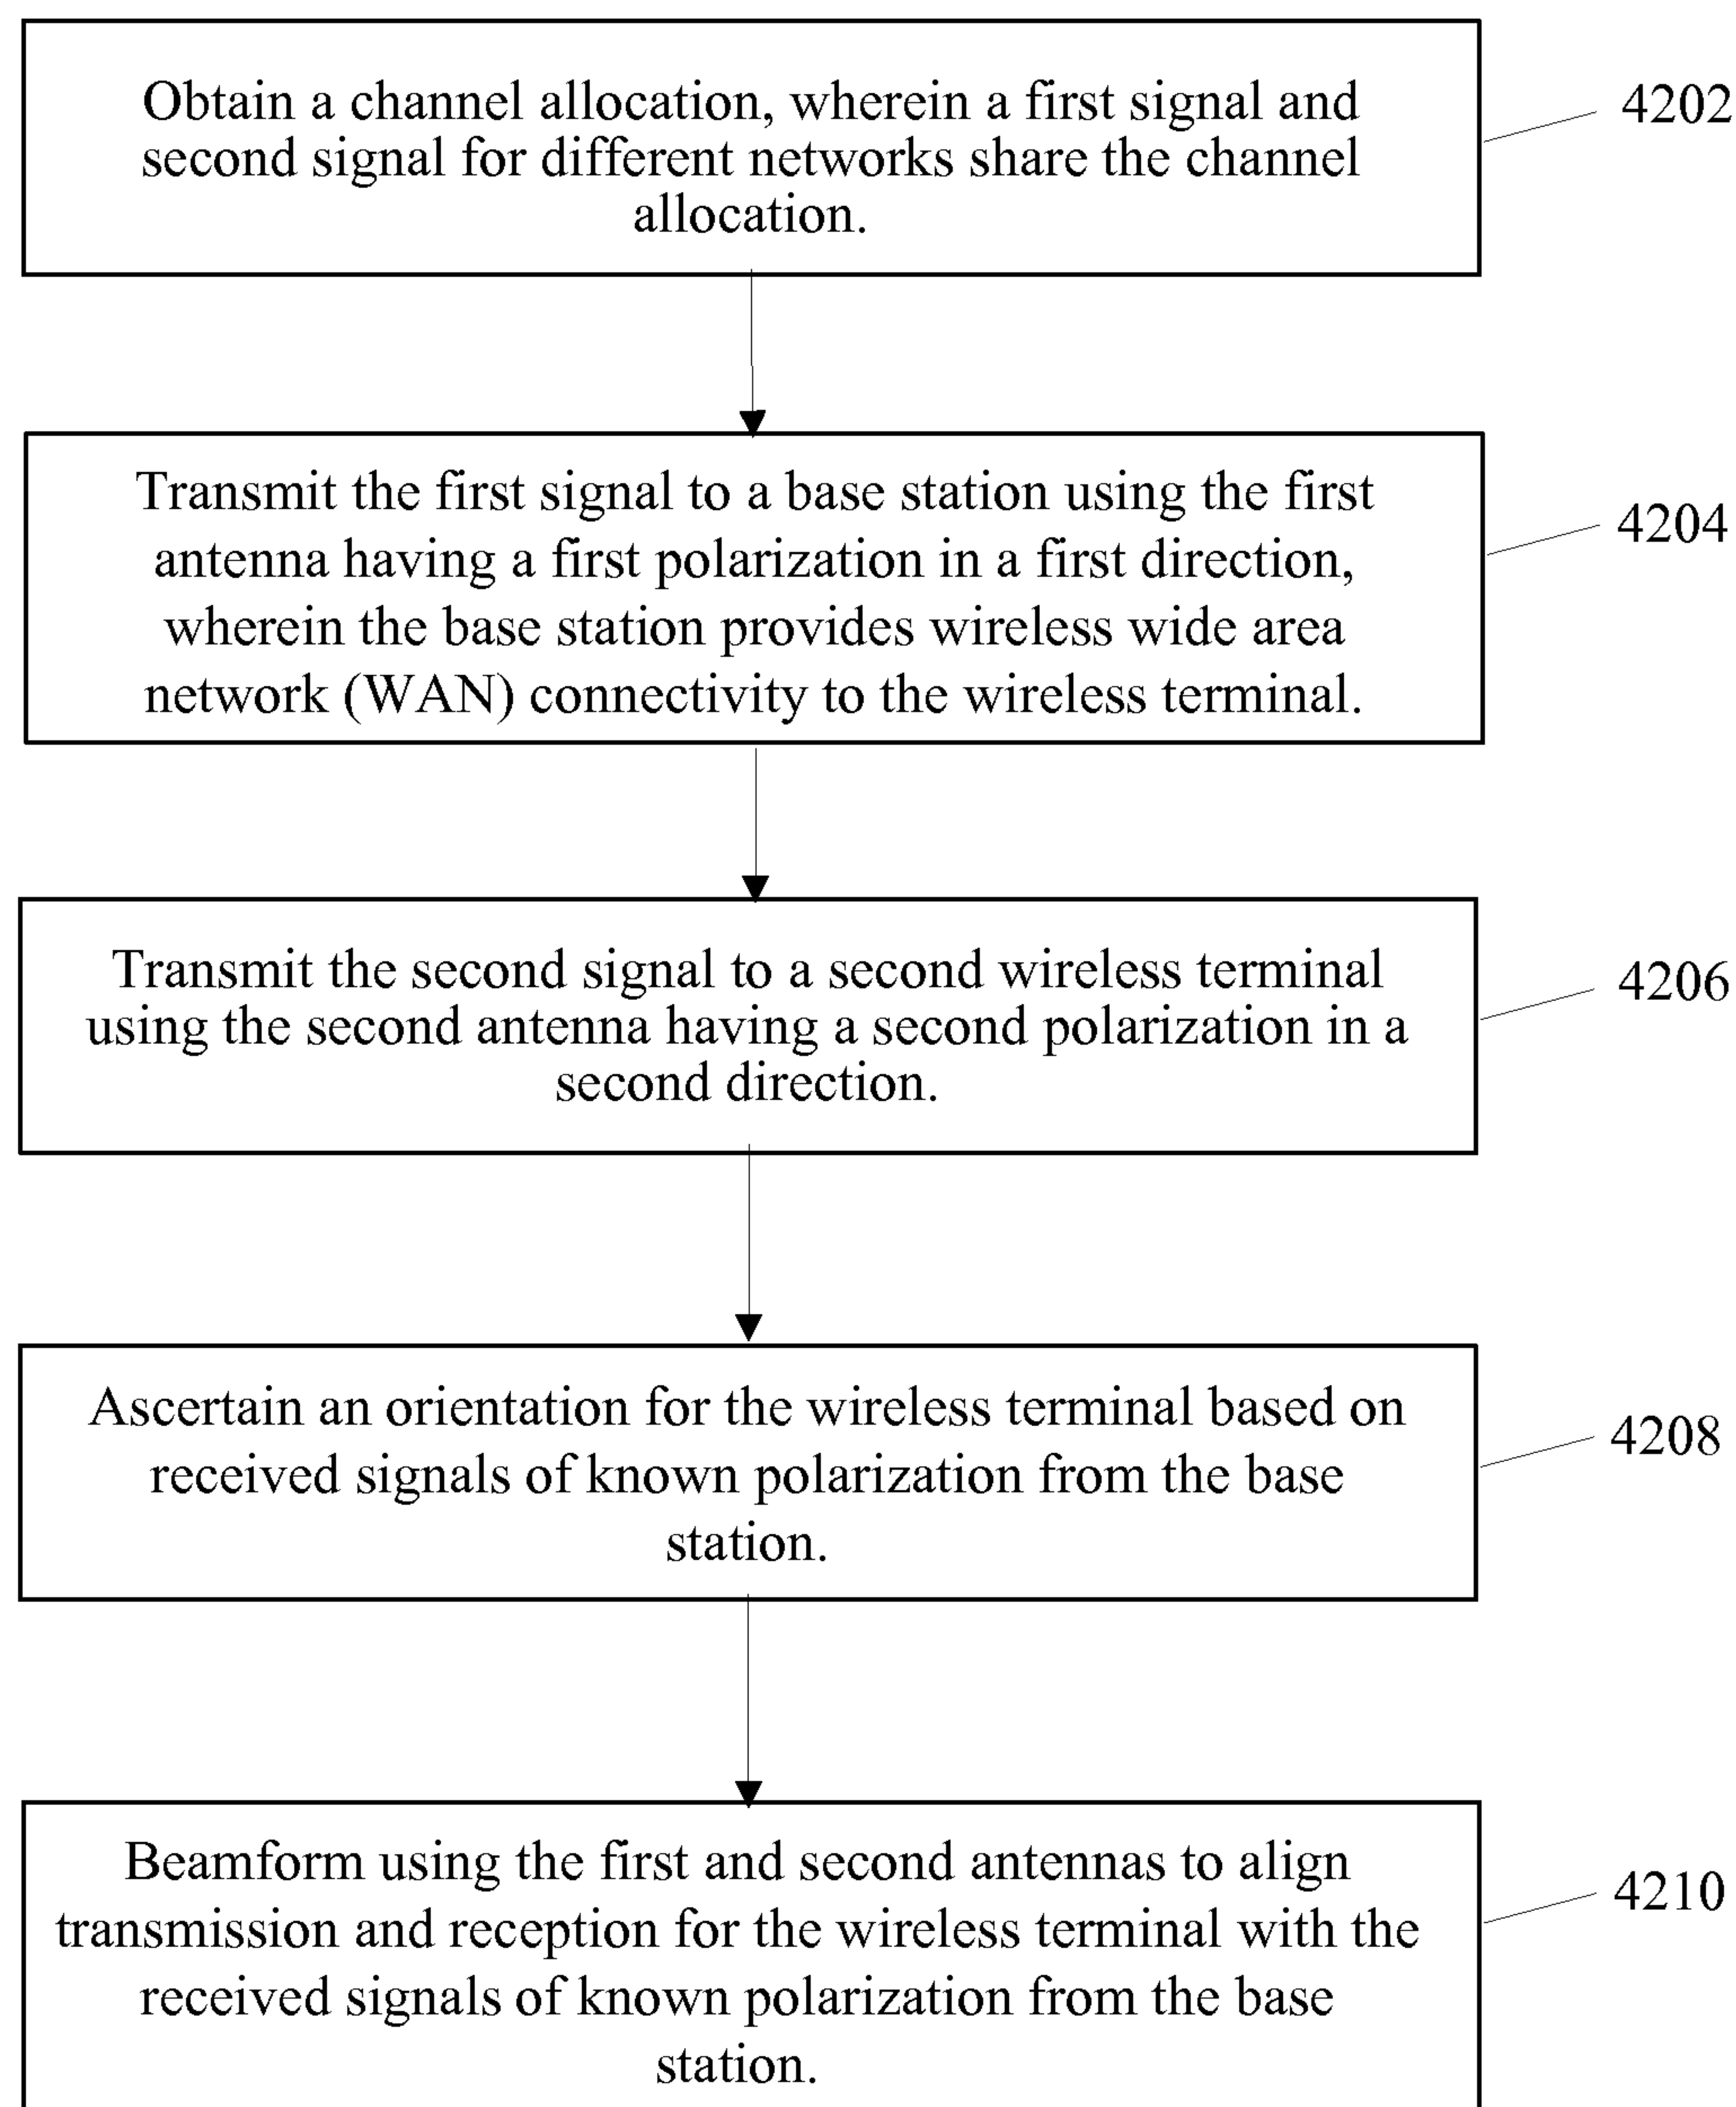 Obtain a channel allocation, wherein a first signal and
second signal for different networks share the channel
allocation.
4202
Transmit the first signal to a base station using the first
antenna having a first polarization in a first direction,
wherein the base station provides wireless wide area
network (WAN) connectivity to the wireless terminal.
4204
Transmit the second signal to a second wireless terminal
using the second antenna having a second polarization in a
second direction.
4206
Ascertain an orientation for the wireless terminal based on
received signals of known polarization from the base
station.
4208
Beamform using the first and second antennas to align
transmission and reception for the wireless terminal with the
received signals of known polarization from the base
station.
4210